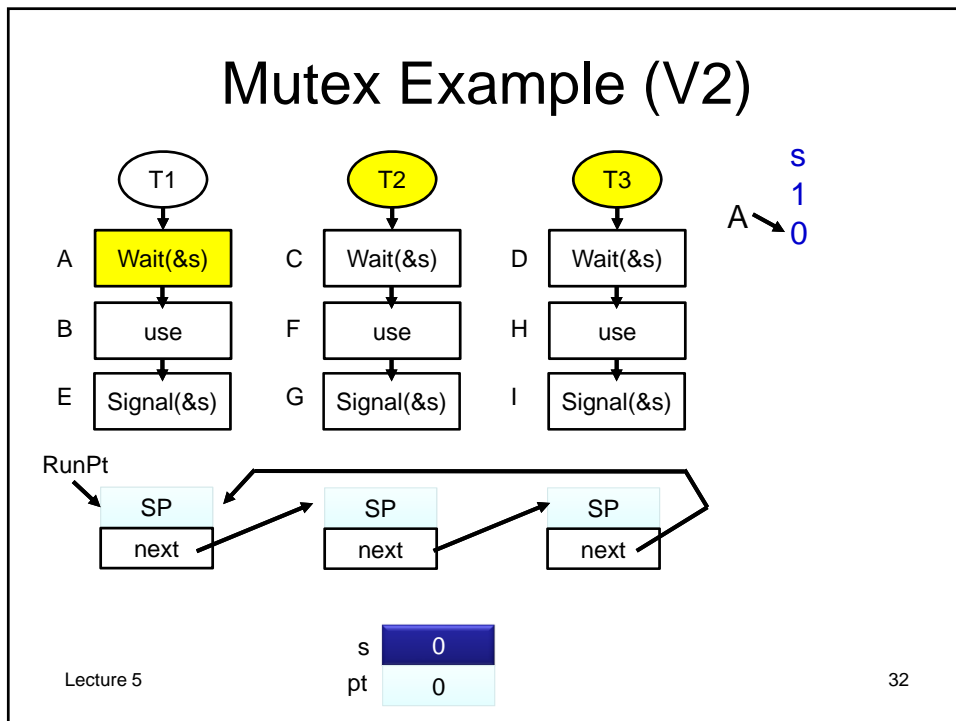 Mutex Example (V2)
T1 T2 T3
s
1
A 0
A Wait(&s) C Wait(&s) D Wait(&s)
B use F use H use
E Signal(&s) G Signal(&s) I Signal(&s)
RunPt
SP SP SP
next next next
s 0
pt 0
Lecture 5 32